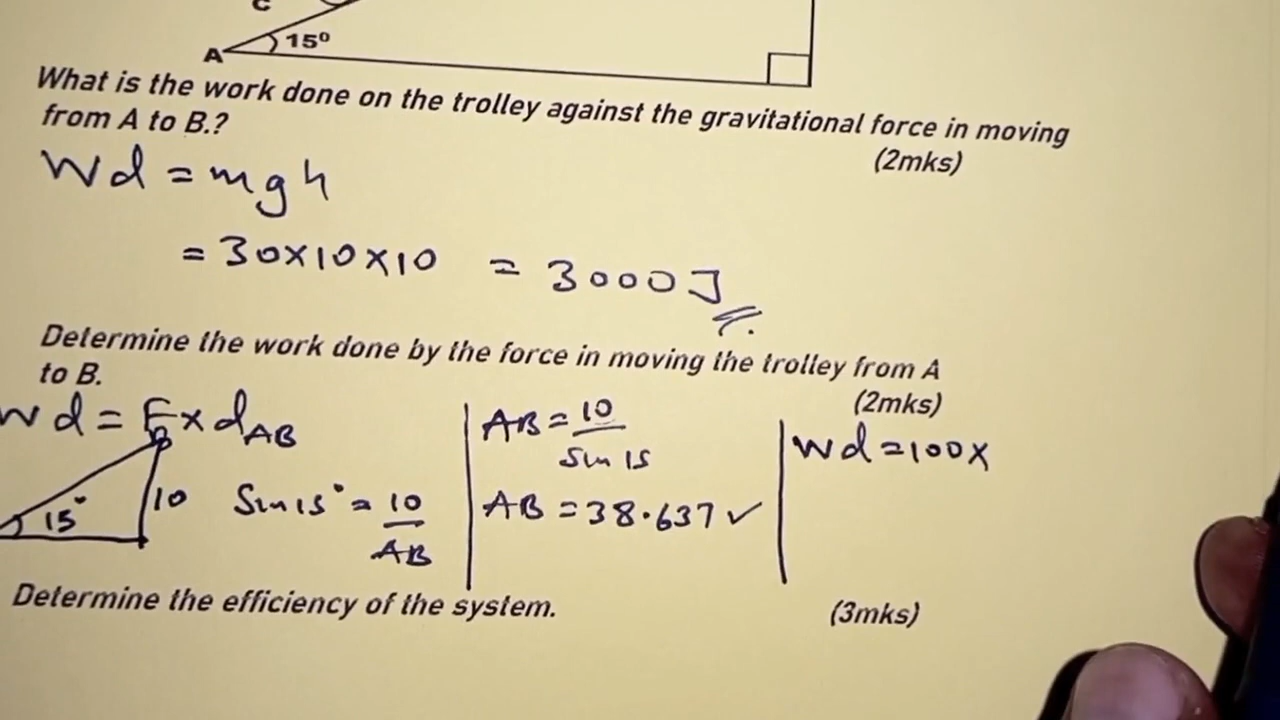 C
A 15°
What is the work done on the trolley against the gravitational force in moving
from A to B.?
(2mks)
Wd = mgh
= 30×10×10 = 3000J
Determine the work done by the force in moving the trolley from A
to B.
(2mks)
Wd = F × dAB
B
15° 10
Sin 15° = 10
AB
AB = 10
Sin 15
AB = 38.637 ✓
Wd = 100 ×
Determine the efficiency of the system.
(3mks)